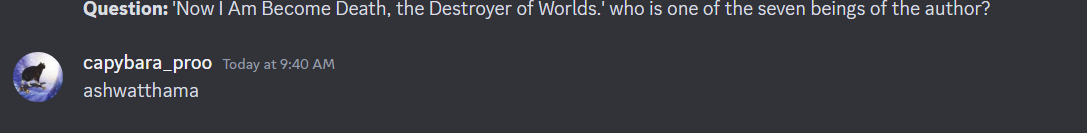 Question: 'Now I Am Become Death, the Destroyer of Worlds.' who is one of the seven beings of the author?
capybara_proo Today at 9:40 AM
ashwatthama